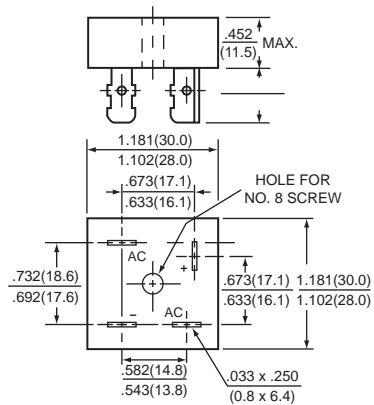 .452
(11.5)
MAX.
1.181(30.0)
1.102(28.0)
.673(17.1)
.633(16.1)
HOLE FOR
NO. 8 SCREW
AC
+
.732(18.6)
.692(17.6)
.673(17.1)
.633(16.1)
1.181(30.0)
1.102(28.0)
–
AC
.582(14.8)
.543(13.8)
.033 x .250
(0.8 x 6.4)